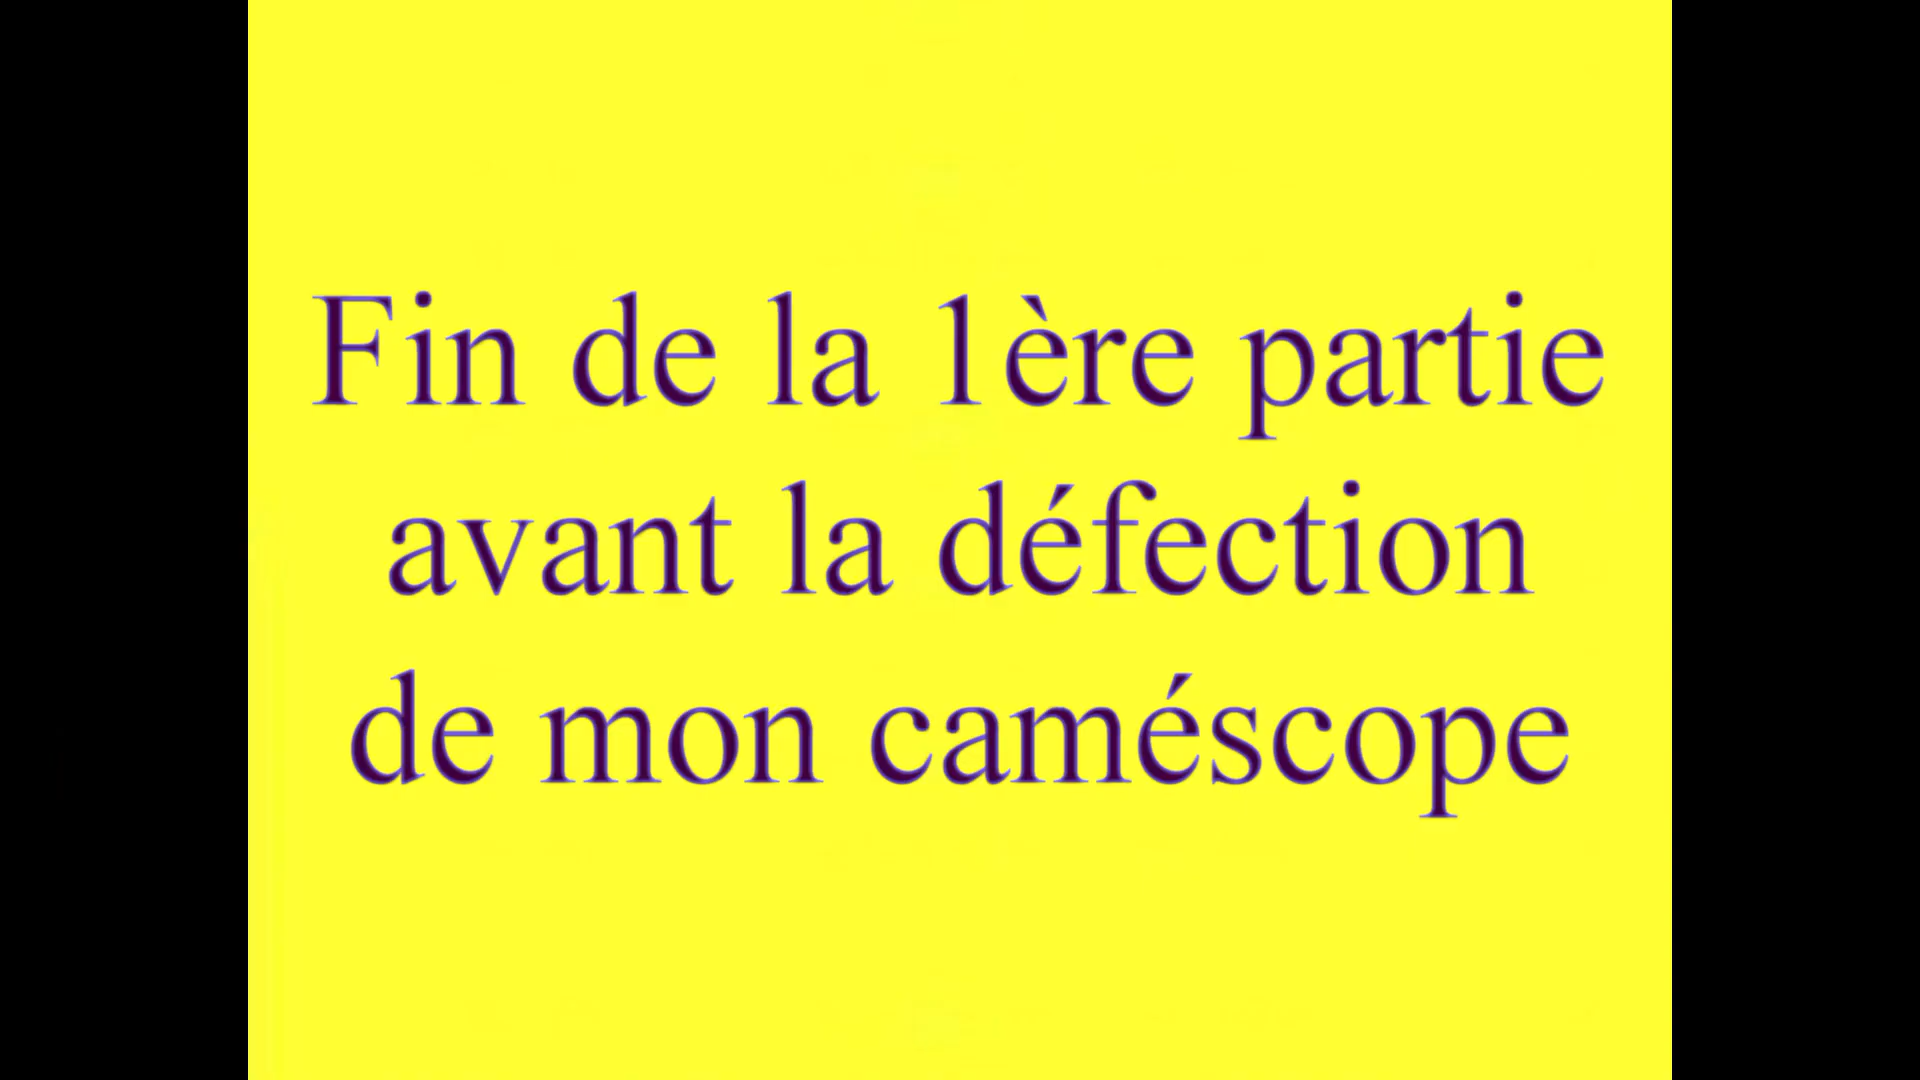 Fin de la 1ère partie
avant la défection
de mon caméscope